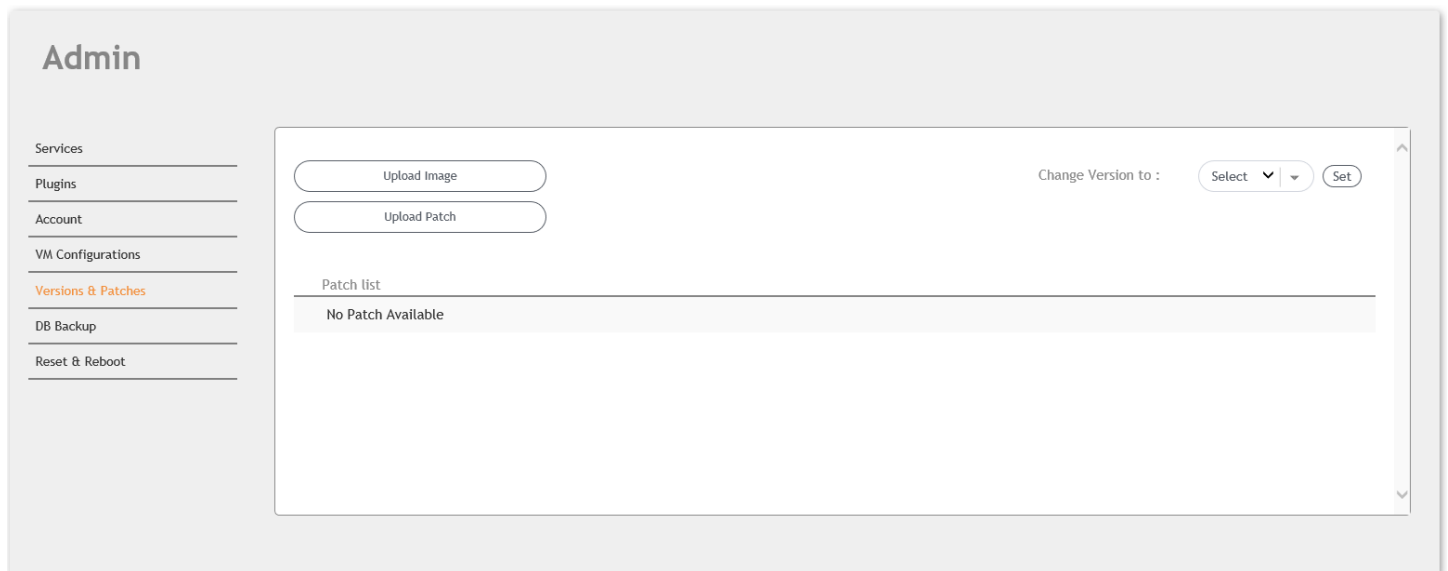 Admin
Services
Plugins
Account
VM Configurations
Versions & Patches
DB Backup
Reset & Reboot
Upload Image
Upload Patch
Change Version to :
Select
Set
Patch list
No Patch Available